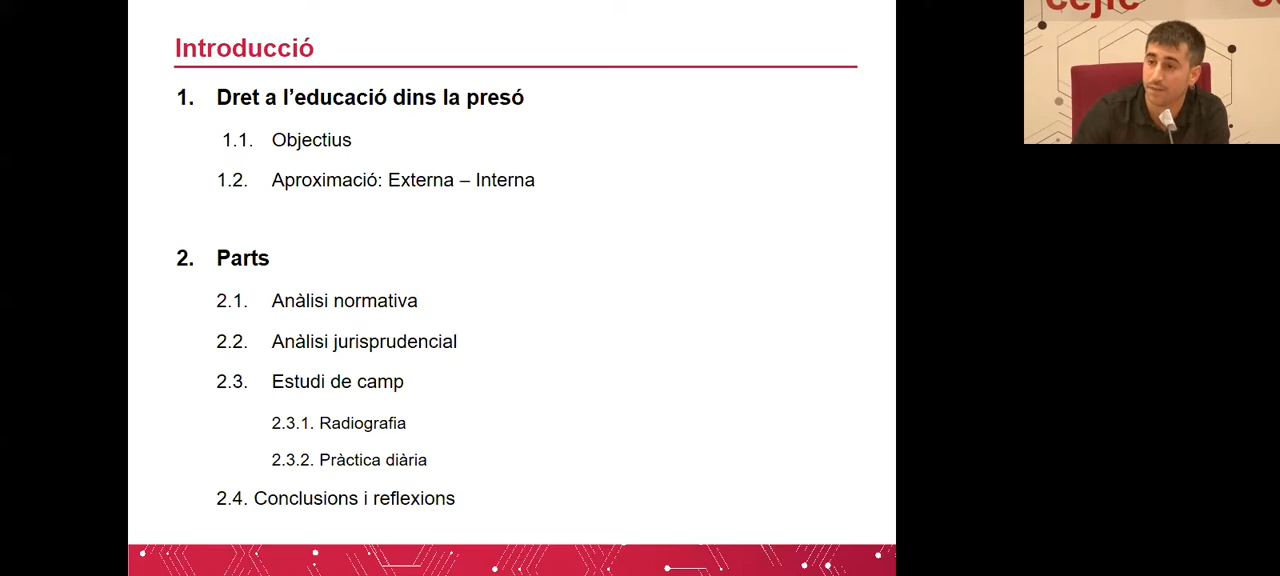 Introducció
1. Dret a l’educació dins la presó
1.1. Objectius
1.2. Aproximació: Externa – Interna
2. Parts
2.1. Anàlisi normativa
2.2. Anàlisi jurisprudencial
2.3. Estudi de camp
2.3.1. Radiografia
2.3.2. Pràctica diària
2.4. Conclusions i reflexions